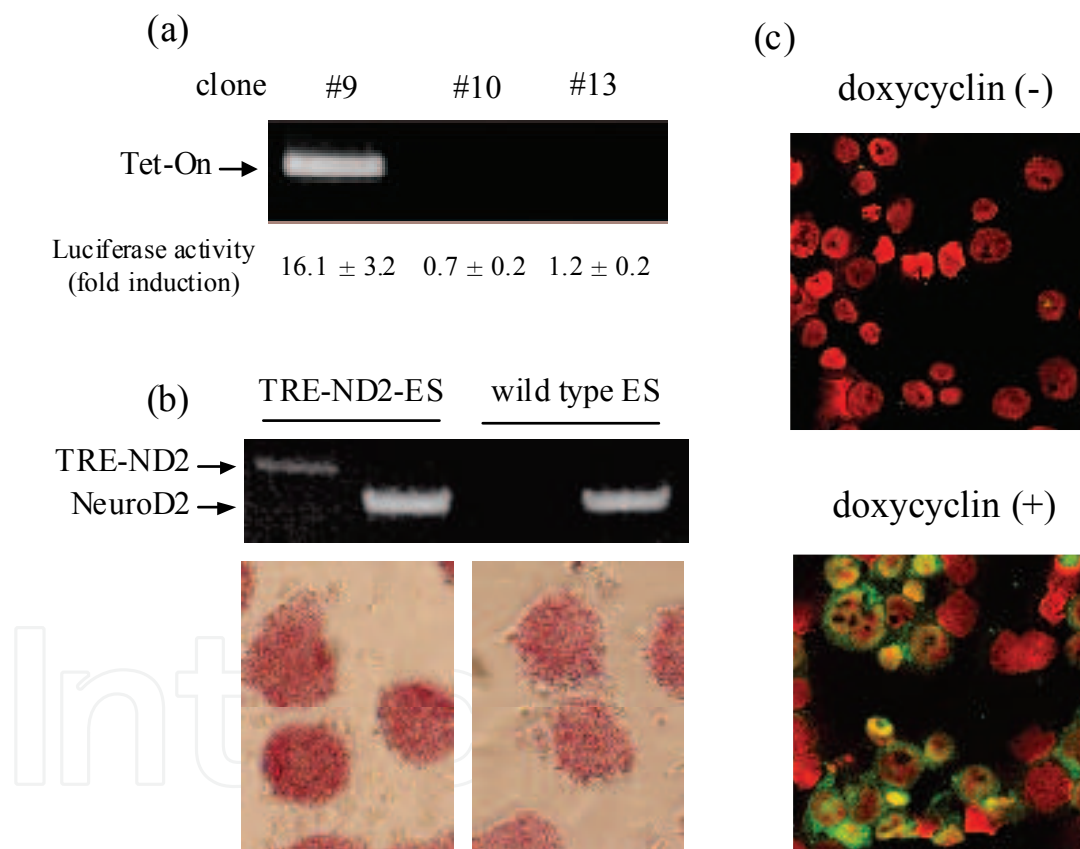 (a)
clone #9 #10 #13
Tet-On
Luciferase activity
(fold induction)
16.1 ± 3.2 0.7 ± 0.2 1.2 ± 0.2
(b)
TRE-ND2-ES wild type ES
TRE-ND2
NeuroD2
(c)
doxycyclin (-)
doxycyclin (+)